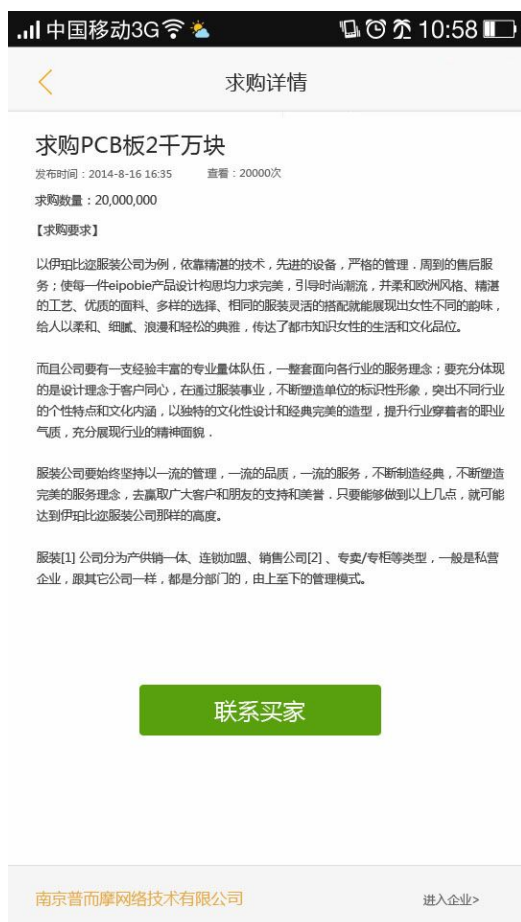 中国移动3G 10:58
求购详情
求购PCB板2千万块
发布时间：2014-8-16 16:35 查看：20000次
求购数量：20,000,000
【求购要求】
以伊珀比迩服装公司为例，依靠精湛的技术，先进的设备，严格的管理．周到的售后服
务；使每一件eipobie产品设计构思均力求完美，引导时尚潮流，并柔和欧洲风格、精湛
的工艺、优质的面料、多样的选择、相同的服装灵活的搭配就能展现出女性不同的韵味，
给人以柔和、细腻、浪漫和轻松的典雅，传达了都市知识女性的生活和文化品位。
而且公司要有一支经验丰富的专业量体队伍，一整套面向各行业的服务理念；要充分体现
的是设计理念于客户同心，在通过服装事业，不断塑造单位的标识性形象，突出不同行业
的个性特点和文化内涵，以独特的文化性设计和经典完美的造型，提升行业穿着者的职业
气质，充分展现行业的精神面貌．
服装公司要始终坚持以一流的管理，一流的品质，一流的服务，不断制造经典，不断塑造
完美的服务理念，去赢取广大客户和朋友的支持和美誉．只要能够做到以上几点，就可能
达到伊珀比迩服装公司那样的高度。
服装[1] 公司分为产供销一体、连锁加盟、销售公司[2] 、专卖/专柜等类型，一般是私营
企业，跟其它公司一样，都是分部门的，由上至下的管理模式。
联系买家
南京普而摩网络技术有限公司 进入企业>